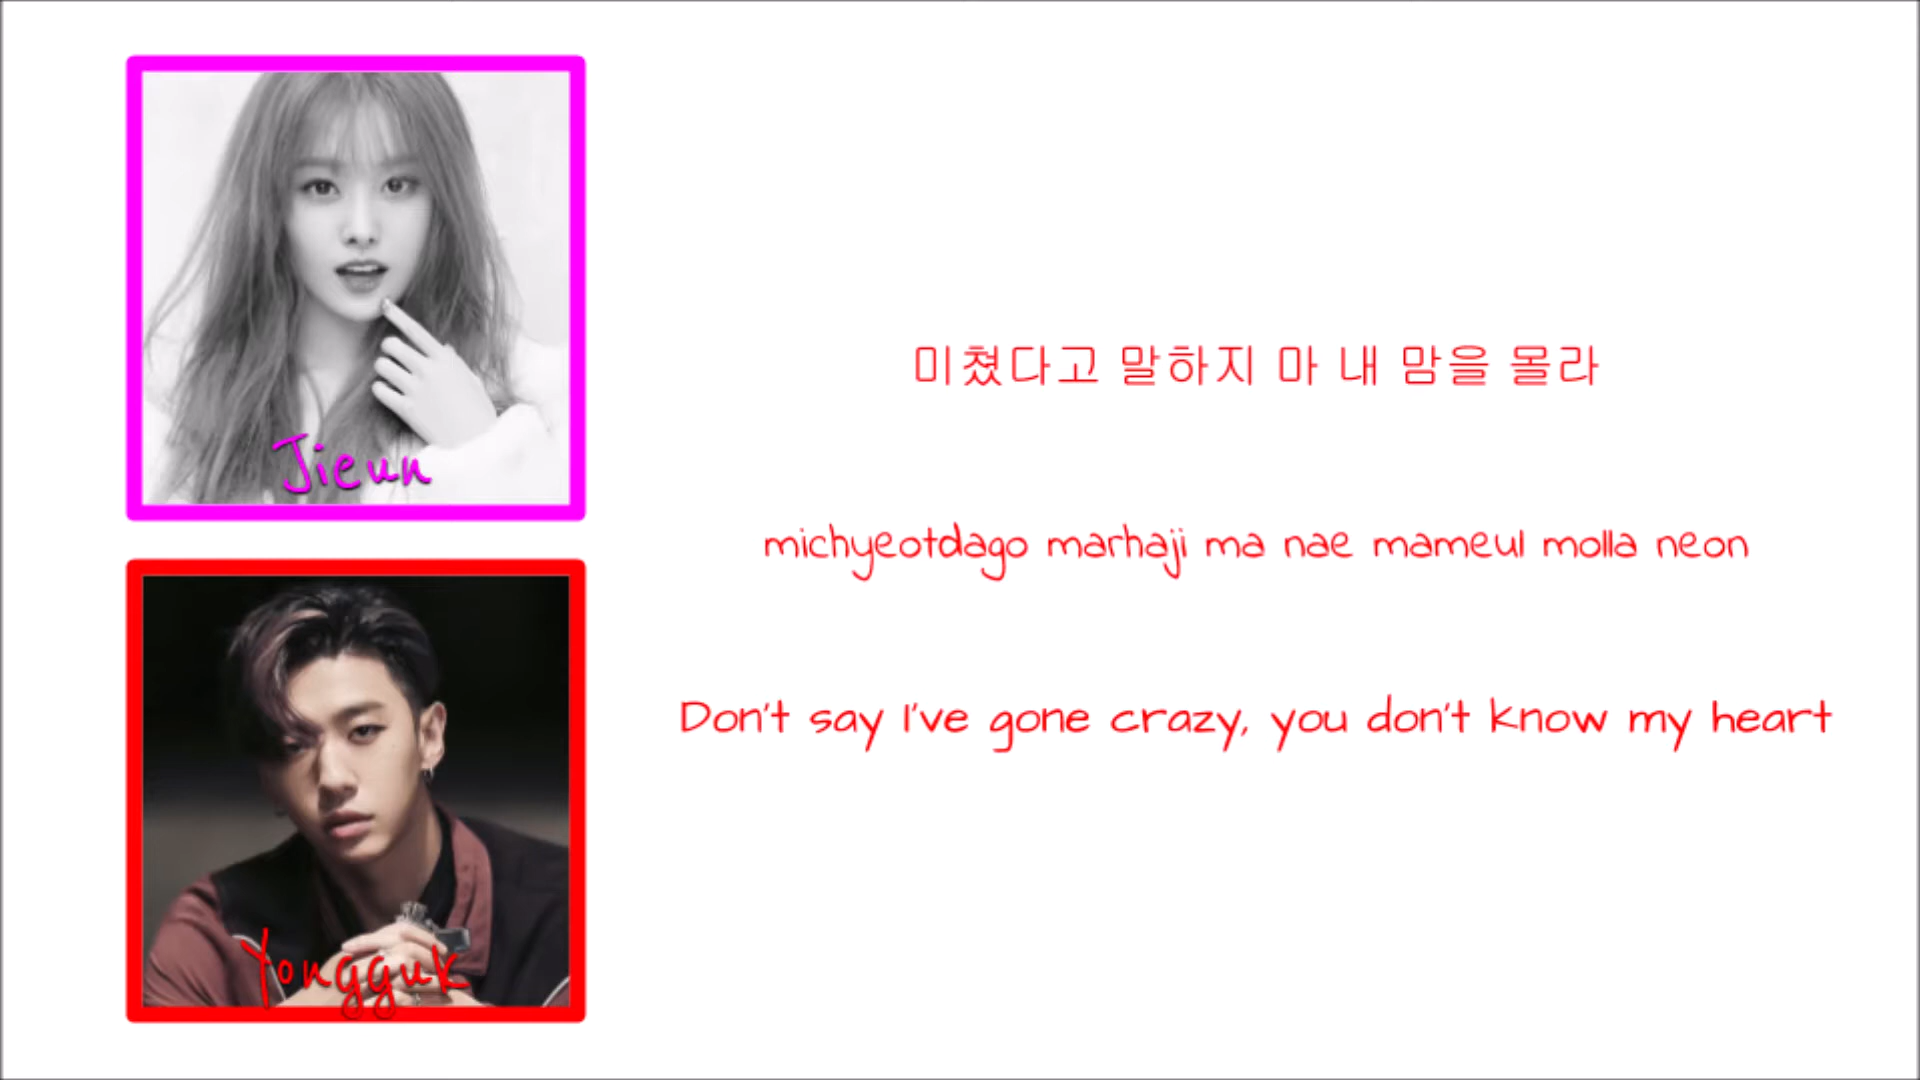 Jieun
Yongguk
미쳤다고 말하지 마 내 맘을 몰라
michyeotdago marhaji ma nae mameul molla neon
Don't say I've gone crazy, you don't know my heart